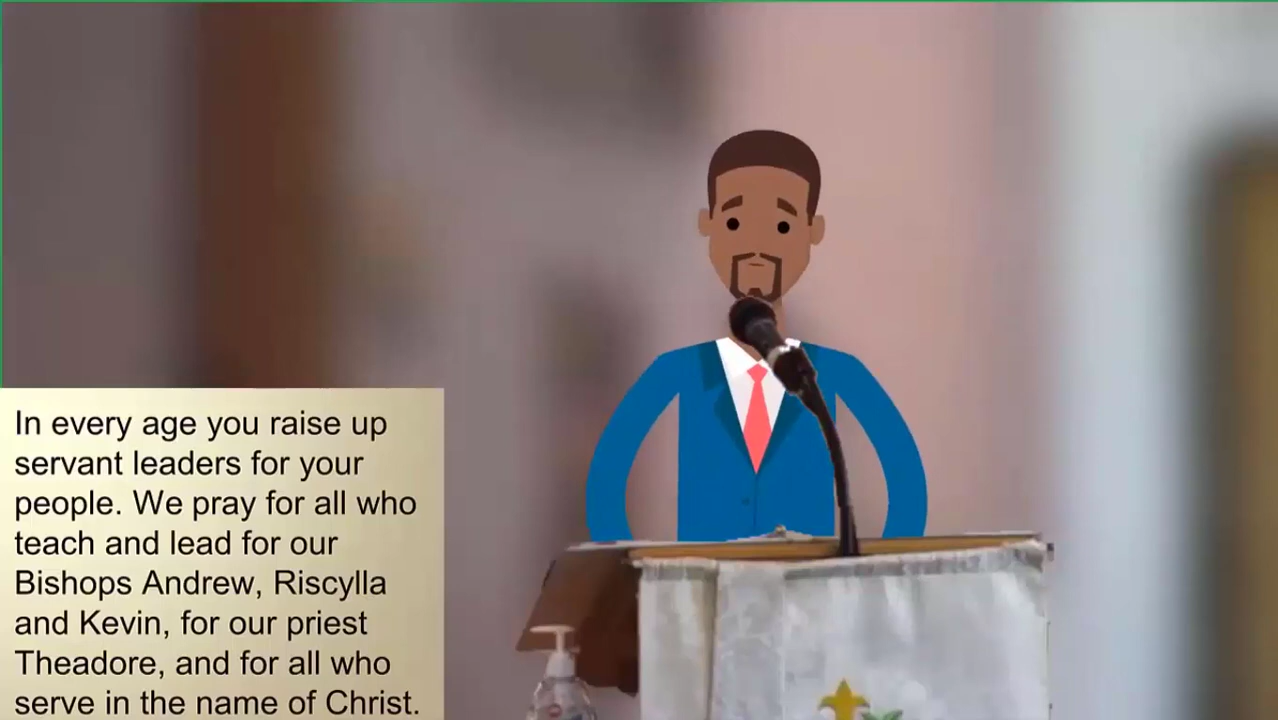 In every age you raise up
servant leaders for your
people. We pray for all who
teach and lead for our
Bishops Andrew, Riscylla
and Kevin, for our priest
Theadore, and for all who
serve in the name of Christ.